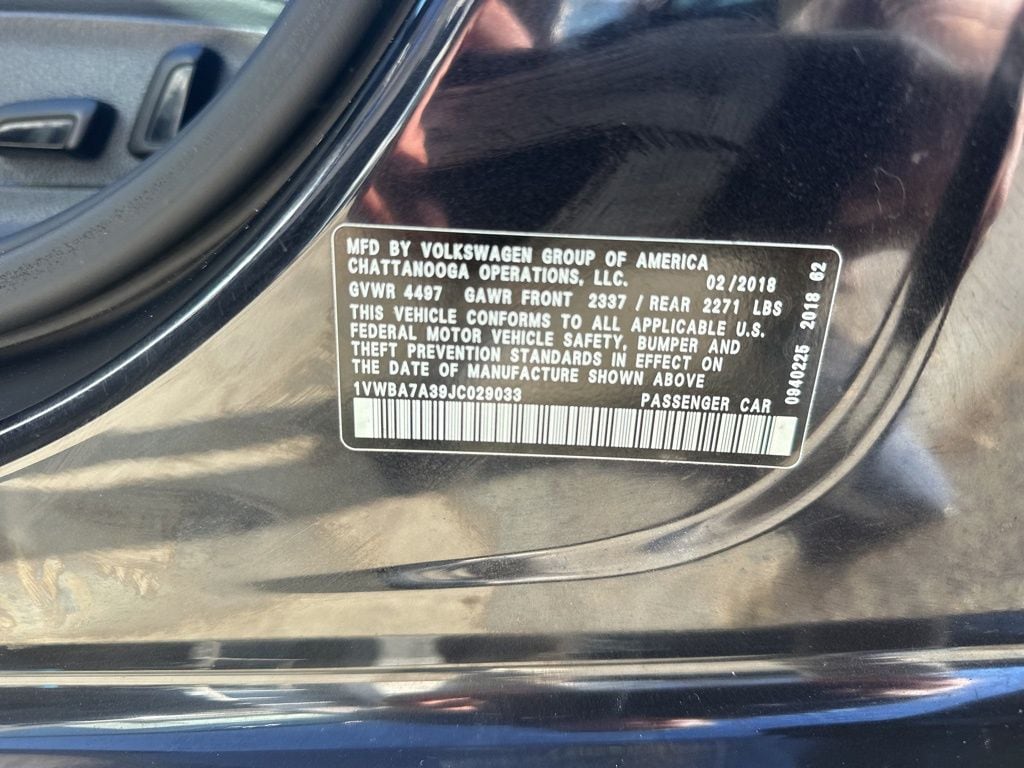 MFD BY VOLKSWAGEN GROUP OF AMERICA
CHATTANOOGA OPERATIONS, LLC. 02/2018
GVWR 4497 GAWR FRONT 2337 / REAR 2271 LBS
THIS VEHICLE CONFORMS TO ALL APPLICABLE U.S.
FEDERAL MOTOR VEHICLE SAFETY, BUMPER AND
THEFT PREVENTION STANDARDS IN EFFECT ON
THE DATE OF MANUFACTURE SHOWN ABOVE
1VWBA7A39JC029033 PASSENGER CAR
0940225 2018 62